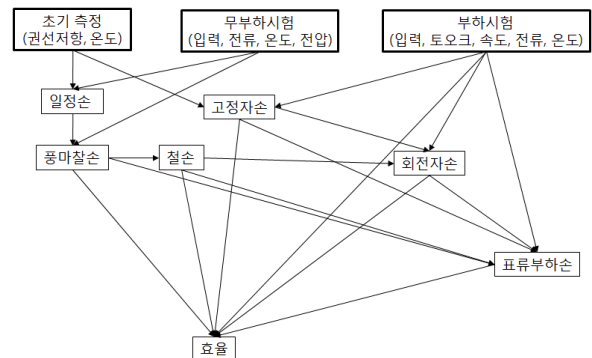 초기 측정
(권선저항, 온도)
무부하시험
(입력, 전류, 온도, 전압)
부하시험
(입력, 토오크, 속도, 전류, 온도)
일정손
고정자손
풍마찰손
철손
회전자손
표류부하손
효율